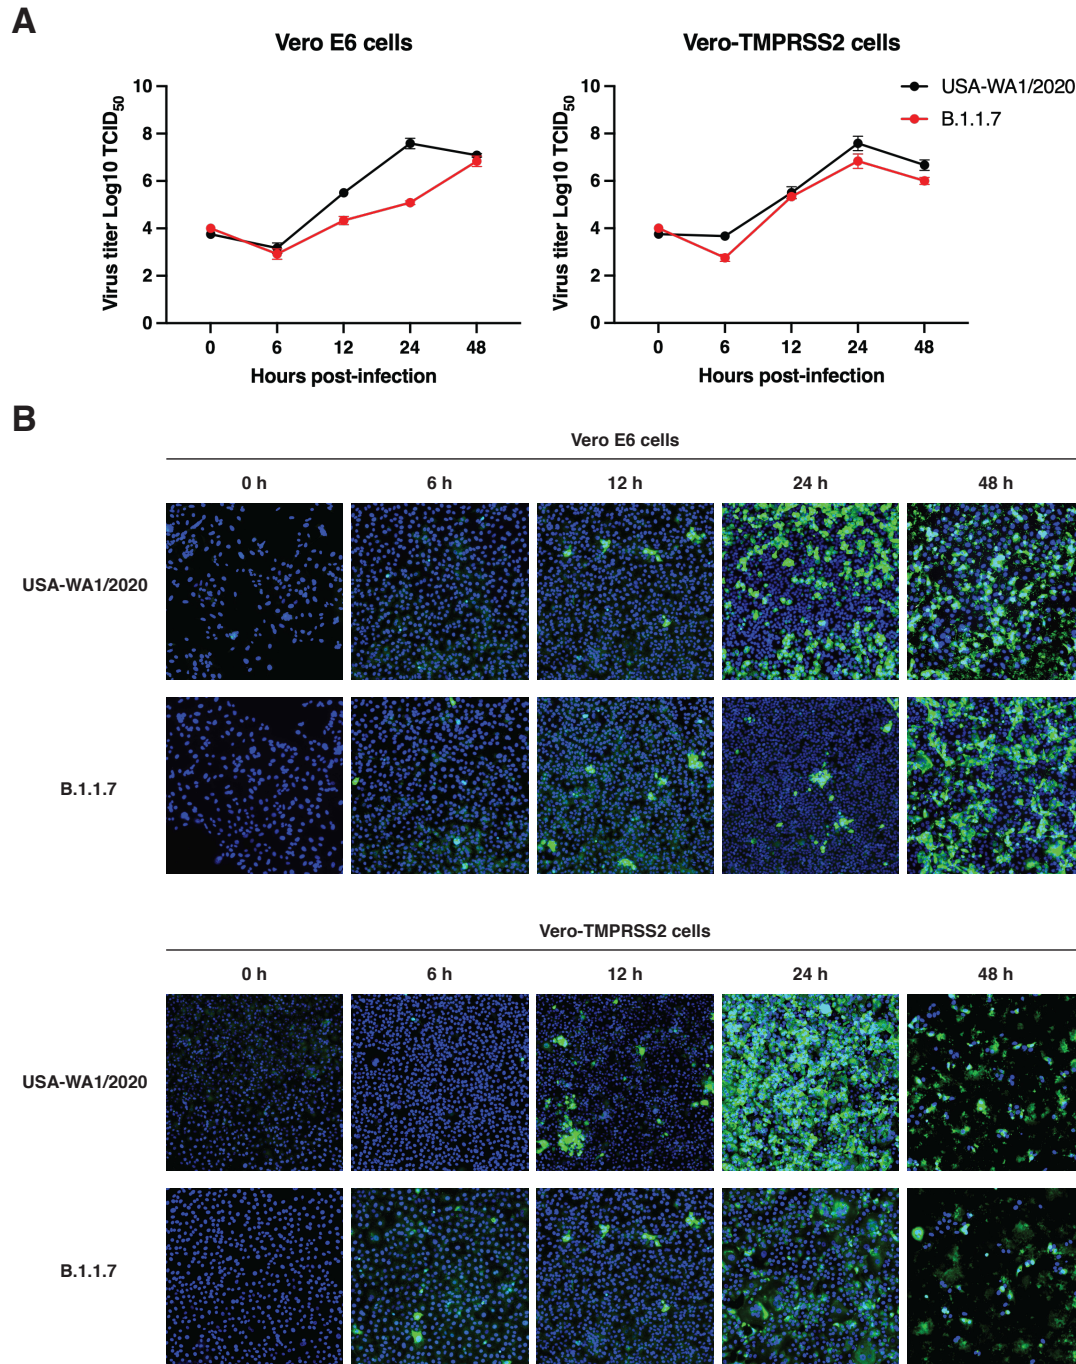 A
Vero E6 cells
Vero-TMPRSS2 cells
Virus titer Log10 TCID50
10
8
6
4
2
0
0 6 12 24 48
Hours post-infection
Virus titer Log10 TCID50
10
8
6
4
2
0
0 6 12 24 48
Hours post-infection
USA-WA1/2020
B.1.1.7
B
Vero E6 cells
0 h 6 h 12 h 24 h 48 h
USA-WA1/2020
B.1.1.7
Vero-TMPRSS2 cells
0 h 6 h 12 h 24 h 48 h
USA-WA1/2020
B.1.1.7